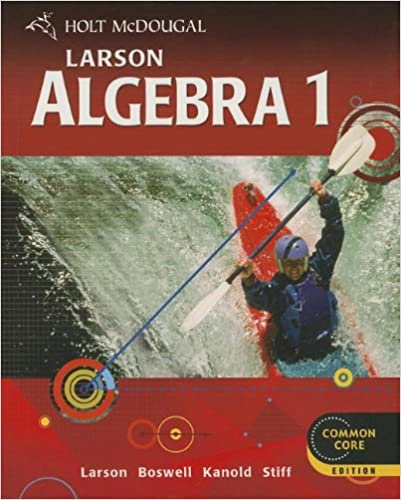 HOLT McDOUGAL
LARSON
ALGEBRA 1
COMMON
CORE
EDITION
Larson Boswell Kanold Stiff